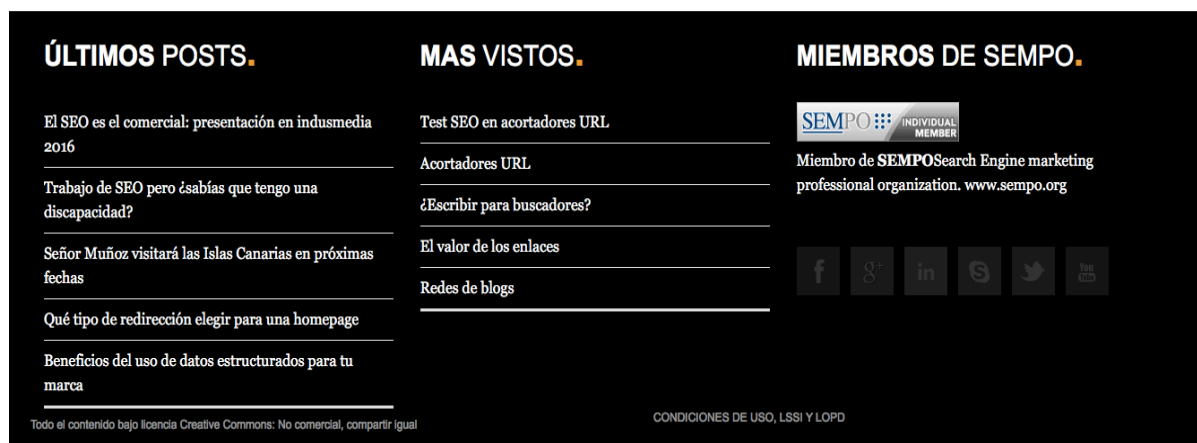 ÚLTIMOS POSTS.
El SEO es el comercial: presentación en indusmedia
2016
Trabajo de SEO pero ¿sabías que tengo una
discapacidad?
Señor Muñoz visitará las Islas Canarias en próximas
fechas
Qué tipo de redirección elegir para una homepage
Beneficios del uso de datos estructurados para tu
marca
MAS VISTOS.
Test SEO en acortadores URL
Acortadores URL
¿Escribir para buscadores?
El valor de los enlaces
Redes de blogs
MIEMBROS DE SEMPO.
SEMPO INDIVIDUAL
MEMBER
Miembro de SEMPOSearch Engine marketing
professional organization. www.sempo.org
f g+ in S You
Tube
Todo el contenido bajo licencia Creative Commons: No comercial, compartir igual
CONDICIONES DE USO, LSSI Y LOPD